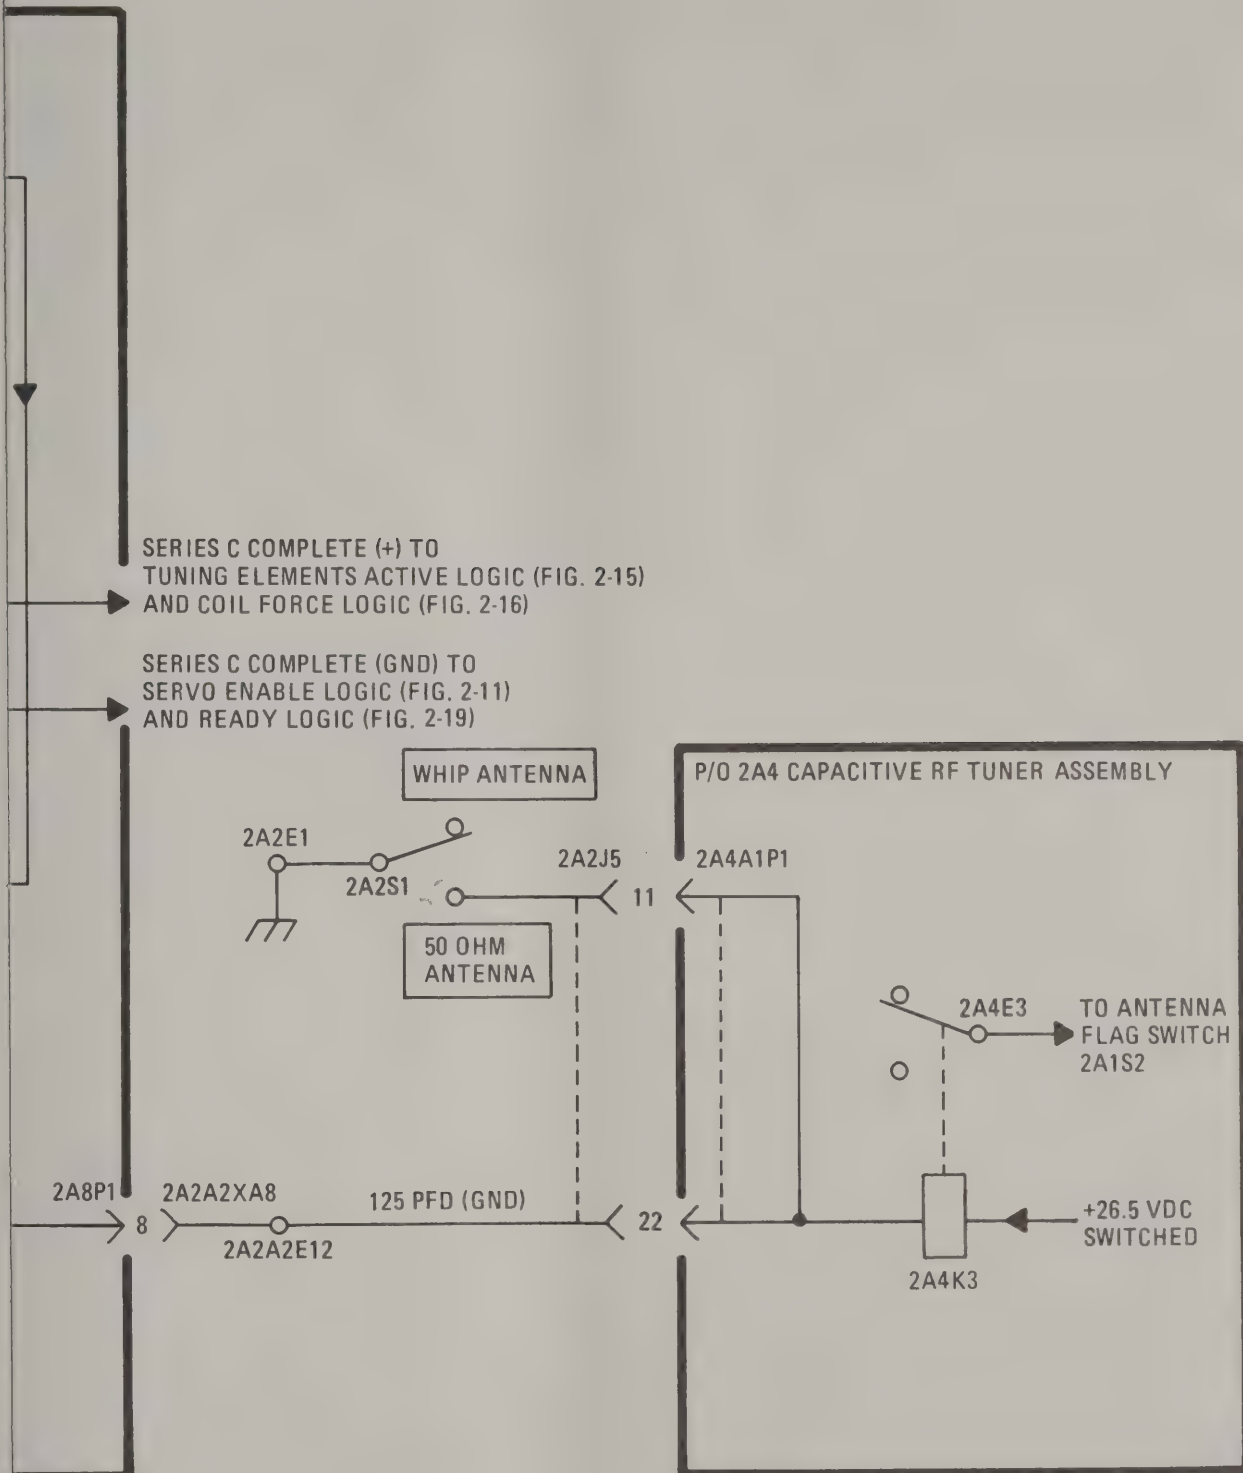 SERIES C COMPLETE (+) TO
TUNING ELEMENTS ACTIVE LOGIC (FIG. 2-15)
AND COIL FORCE LOGIC (FIG. 2-16)
SERIES C COMPLETE (GND) TO
SERVO ENABLE LOGIC (FIG. 2-11)
AND READY LOGIC (FIG. 2-19)
WHIP ANTENNA
P/O 2A4 CAPACITIVE RF TUNER ASSEMBLY
2A2E1
2A2S1
2A2J5
11
2A4A1P1
50 OHM
ANTENNA
2A4E3
TO ANTENNA
FLAG SWITCH
2A1S2
2A8P1
8
2A2A2XA8
2A2A2E12
125 PFD (GND)
22
+26.5 VDC
SWITCHED
2A4K3